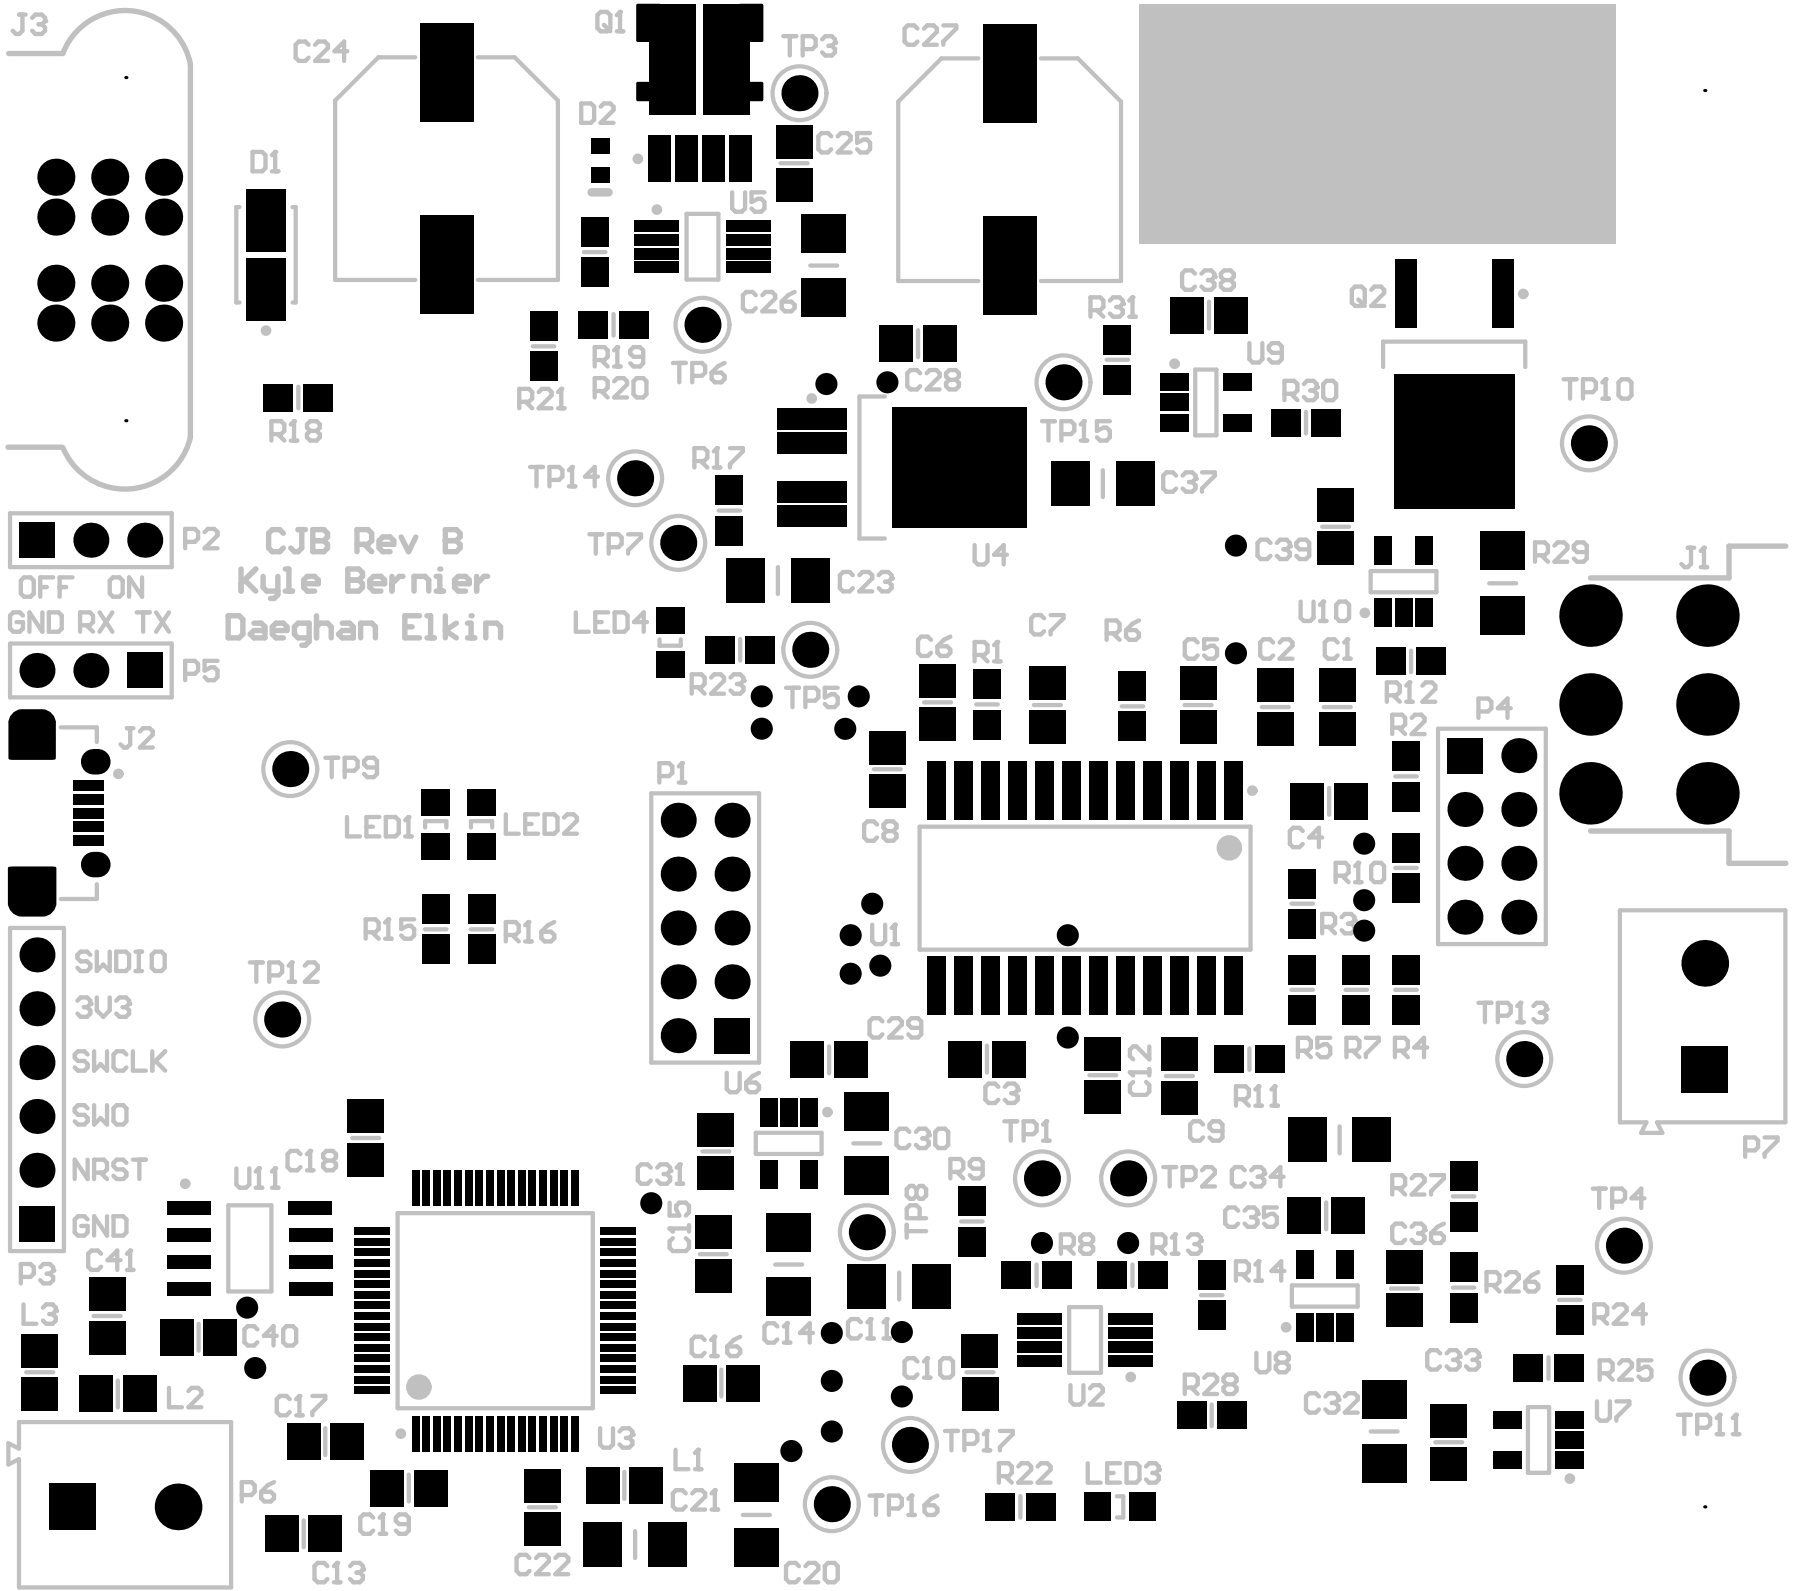 J3
C24
Q1
TP3
C27
D2
C25
D1
U5
C26
C38
Q2
R31
R19
TP6
U9
R20
R21
C28
R30
TP10
R18
TP15
R17
TP14
C37
P2
CJB Rev B
TP7
U4
C39
R29
J1
OFF ON
Kyle Bernier
C23
GND RX TX
Daeghan Elkin
LED4
C7
R6
U10
P5
C6
R1
C5
C2
C1
R23
TP5
R12
P4
J2
R2
TP9
P1
LED1
LED2
C8
C4
R10
R15
R16
U1
R3
SWDIO
TP12
3V3
TP13
C29
SWCLK
R5
R7
R4
U6
C3
C12
R11
SWO
TP1
C9
C30
P7
C18
NRST
U11
C31
R9
TP2
C34
R27
TP4
GND
C15
TP8
C35
C36
C41
R8
R13
P3
R14
R26
L3
C40
C14
C11
R24
C16
C10
U8
C33
R25
L2
U2
R28
C32
U7
C17
TP11
U3
TP17
L1
R22
LED3
P6
C21
TP16
C19
C13
C22
C20